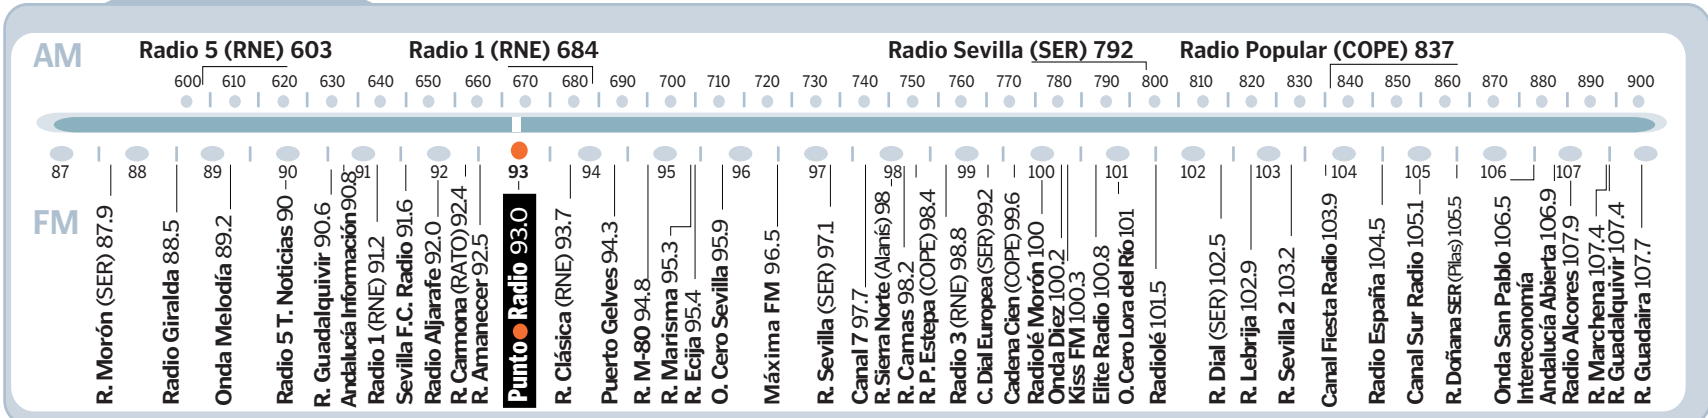 AM
Radio 5 (RNE) 603
Radio 1 (RNE) 684
Radio Sevilla (SER) 792
Radio Popular (COPE) 837
600 610 620 630 640 650 660 670 680 690 700 710 720 730 740 750 760 770 780 790 800 810 820 830 840 850 860 870 880 890 900
87 88 89 90 91 92 93 94 95 96 97 98 99 100 101 102 103 104 105 106 107
FM
R. Morón (SER) 87.9
Radio Giralda 88.5
Onda Melodía 89.2
Radio 5 T. Noticias 90
R. Guadalquivir 90.6
Andalucía Información 90.8
Radio 1 (RNE) 91.2
Sevilla F.C. Radio 91.6
Radio Aljarafe 92.0
R. Carmona (RATO) 92.4
R. Amanecer 92.5
Punto Radio 93.0
R. Clásica (RNE) 93.7
Puerto Gelves 94.3
R. M-80 94.8
R. Marisma 95.3
R. Ecija 95.4
O. Cero Sevilla 95.9
Máxima FM 96.5
R. Sevilla (SER) 97.1
Canal 7 97.7
R. Sierra Norte (Alanís) 98
R. Camas 98.2
R. P. Estepa (COPE) 98.4
Radio 3 (RNE) 98.8
C. Dial Europea (SER) 99.2
Cadena Cien (COPE) 99.6
Radiolé Morón 100
Onda Diez 100.2
Kiss FM 100.3
Elite Radio 100.8
O. Cero Lora del Río 101
Radiolé 101.5
R. Dial (SER) 102.5
R. Lebrija 102.9
R. Sevilla 2 103.2
Canal Fiesta Radio 103.9
Radio España 104.5
Canal Sur Radio 105.1
R. Doñana SER (Pilas) 105.5
Onda San Pablo 106.5
Intereconomía
Andalucía Abierta 106.9
Radio Alcores 107.9
R. Marchena 107.4
R. Guadalquivir 107.4
R. Guadaira 107.7